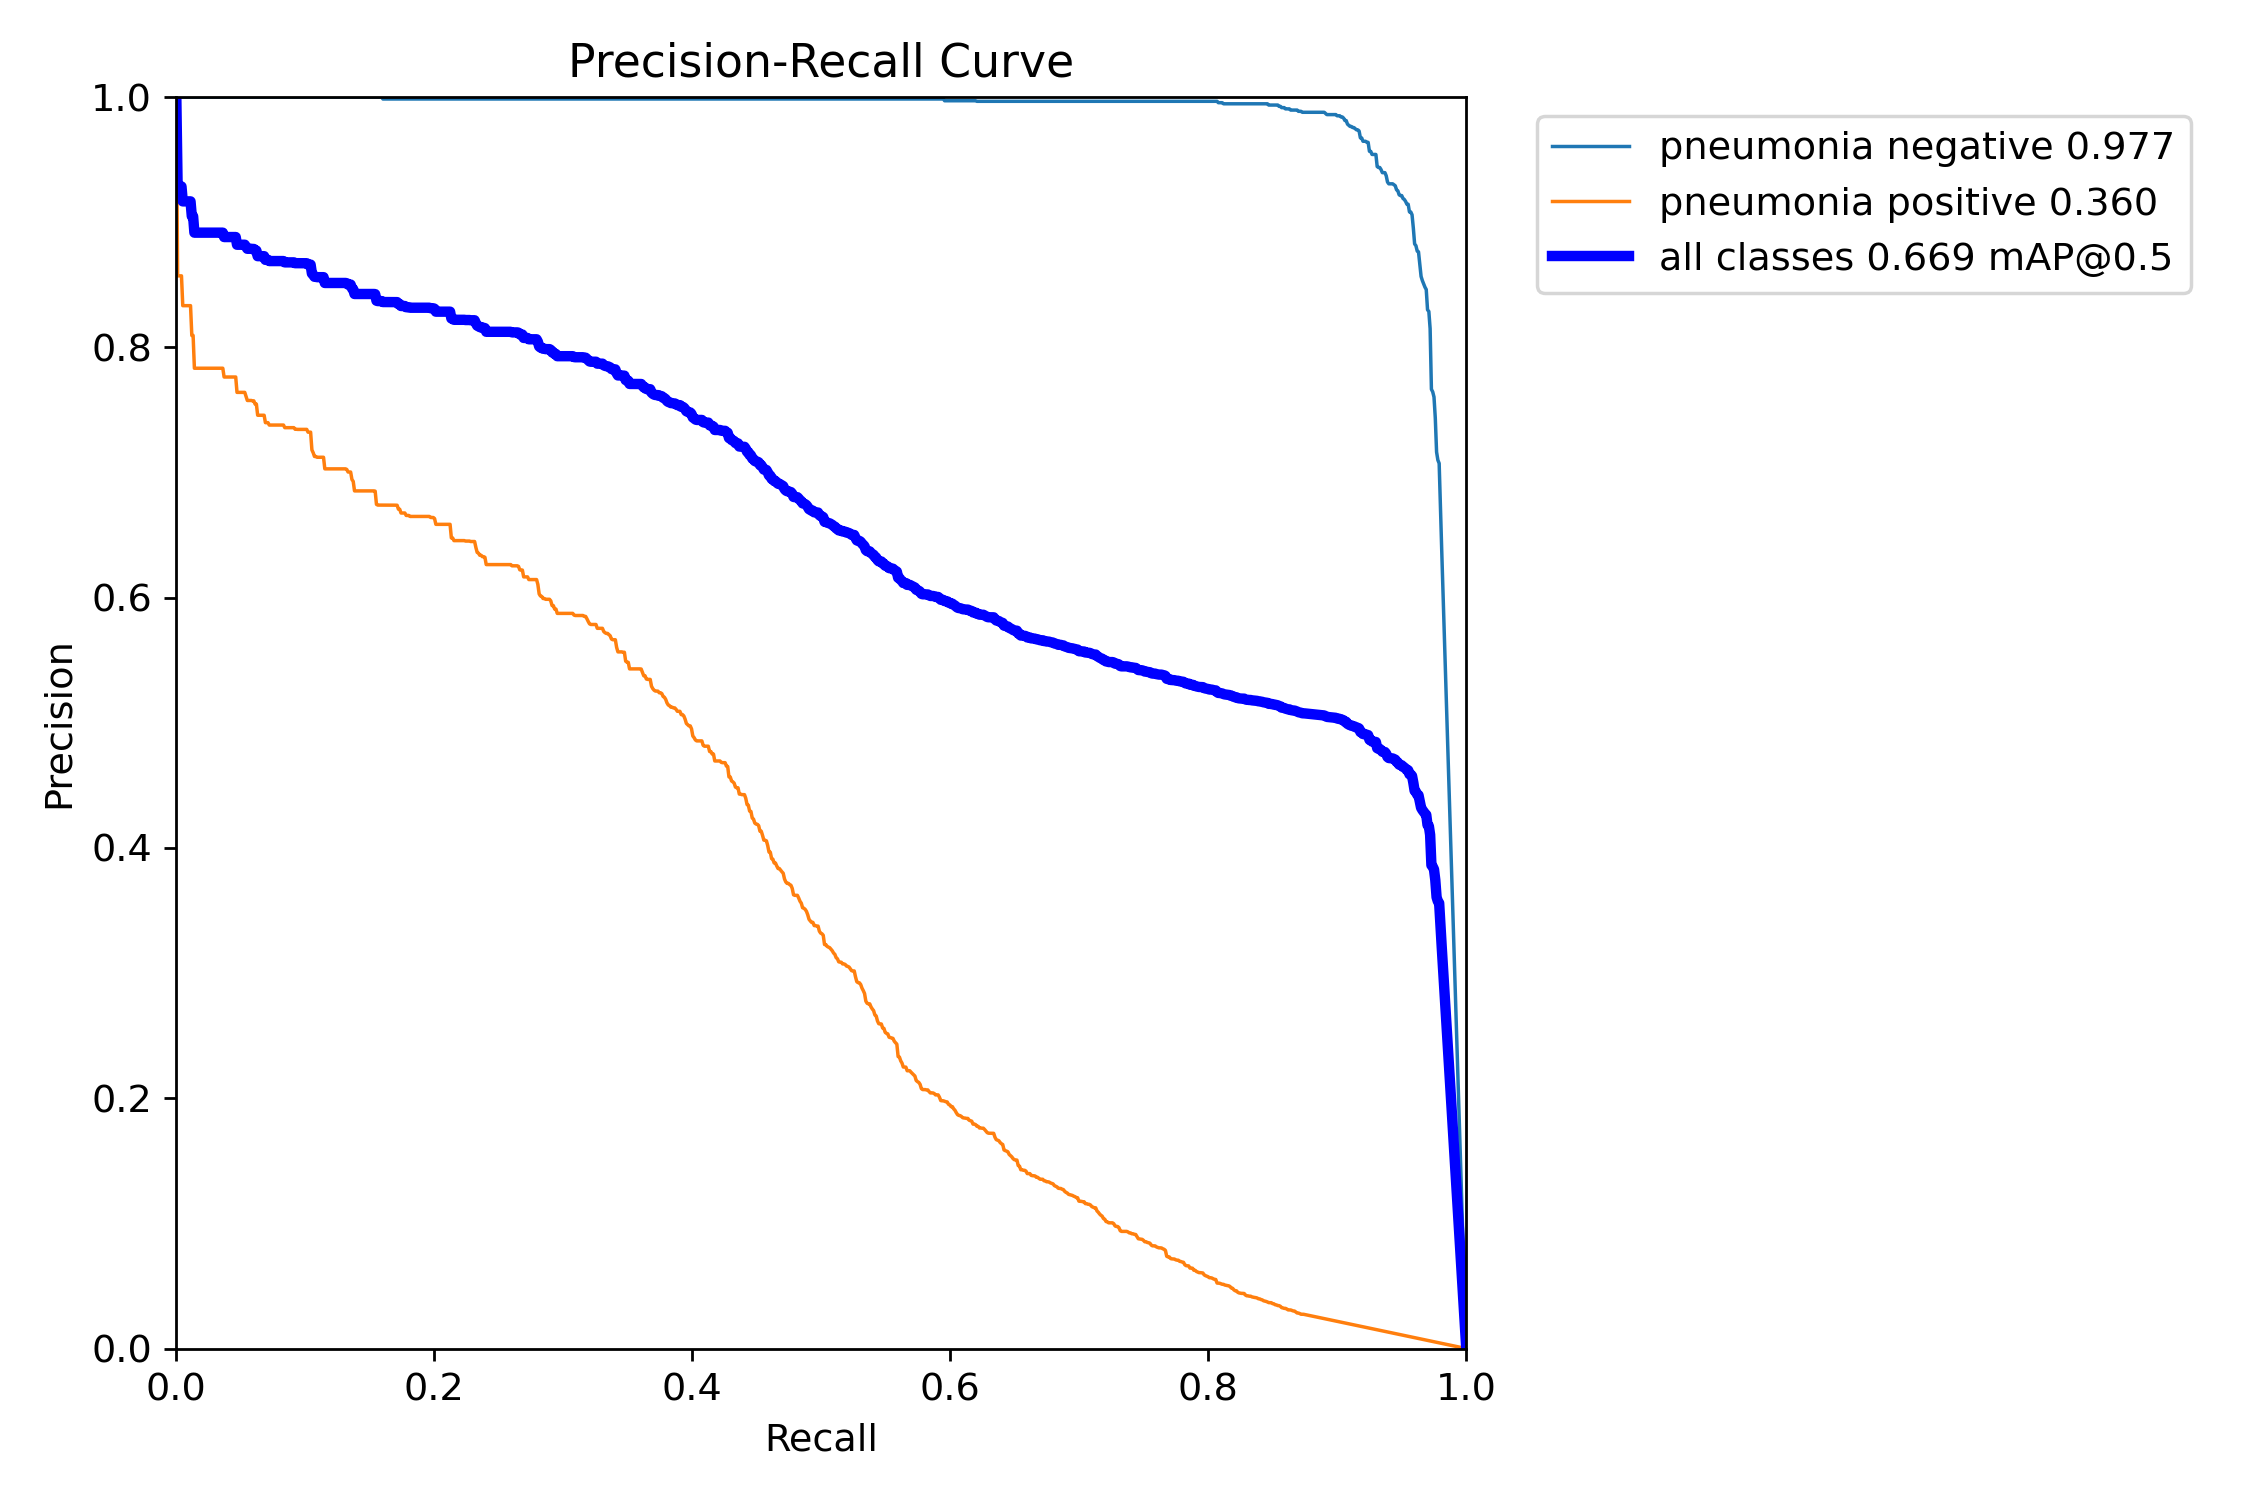 Precision-Recall Curve
1.0
0.8
0.6
0.4
0.2
0.0
Precision
0.0 0.2 0.4 0.6 0.8 1.0
Recall
pneumonia negative 0.977
pneumonia positive 0.360
all classes 0.669 mAP@0.5